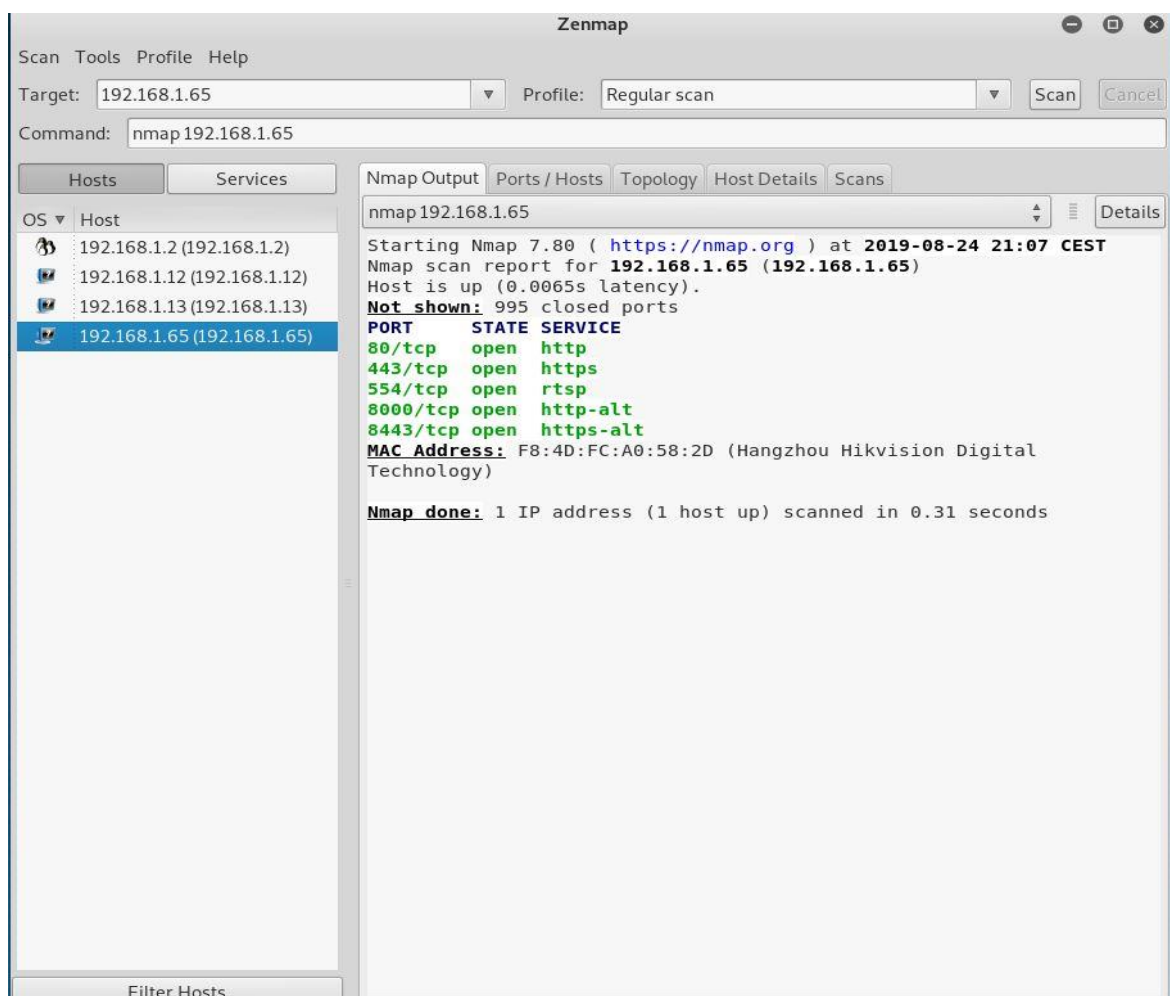 Zenmap
Scan Tools Profile Help
Target: 192.168.1.65 Profile: Regular scan Scan Cancel
Command: nmap 192.168.1.65
Hosts Services
Nmap Output Ports / Hosts Topology Host Details Scans
OS Host
nmap 192.168.1.65 Details
192.168.1.2 (192.168.1.2)
192.168.1.12 (192.168.1.12)
192.168.1.13 (192.168.1.13)
192.168.1.65 (192.168.1.65)
Starting Nmap 7.80 ( https://nmap.org ) at 2019-08-24 21:07 CEST
Nmap scan report for 192.168.1.65 (192.168.1.65)
Host is up (0.0065s latency).
Not shown: 995 closed ports
PORT STATE SERVICE
80/tcp open http
443/tcp open https
554/tcp open rtsp
8000/tcp open http-alt
8443/tcp open https-alt
MAC Address: F8:4D:FC:A0:58:2D (Hangzhou Hikvision Digital
Technology)
Nmap done: 1 IP address (1 host up) scanned in 0.31 seconds
Filter Hosts